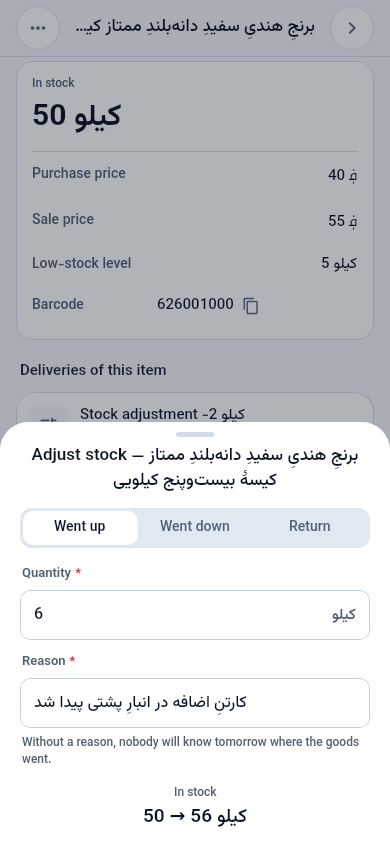 برنجِ هنديِ سفیدِ دانه‌بلندِ ممتاز کیـ...
In stock
50 کیلو
Purchase price
40 ؋
Sale price
55 ؋
Low-stock level
5 کیلو
Barcode
626001000
Deliveries of this item
Stock adjustment -2 کیلو
Adjust stock — برنجِ هنديِ سفیدِ دانه‌بلندِ ممتاز
کیسهٔ بیست‌وپنج کیلویی
Went up
Went down
Return
Quantity *
6
کیلو
Reason *
کارتنِ اضافه در انبارِ پشتی پیدا شد
Without a reason, nobody will know tomorrow where the goods
went.
In stock
50 → 56 کیلو